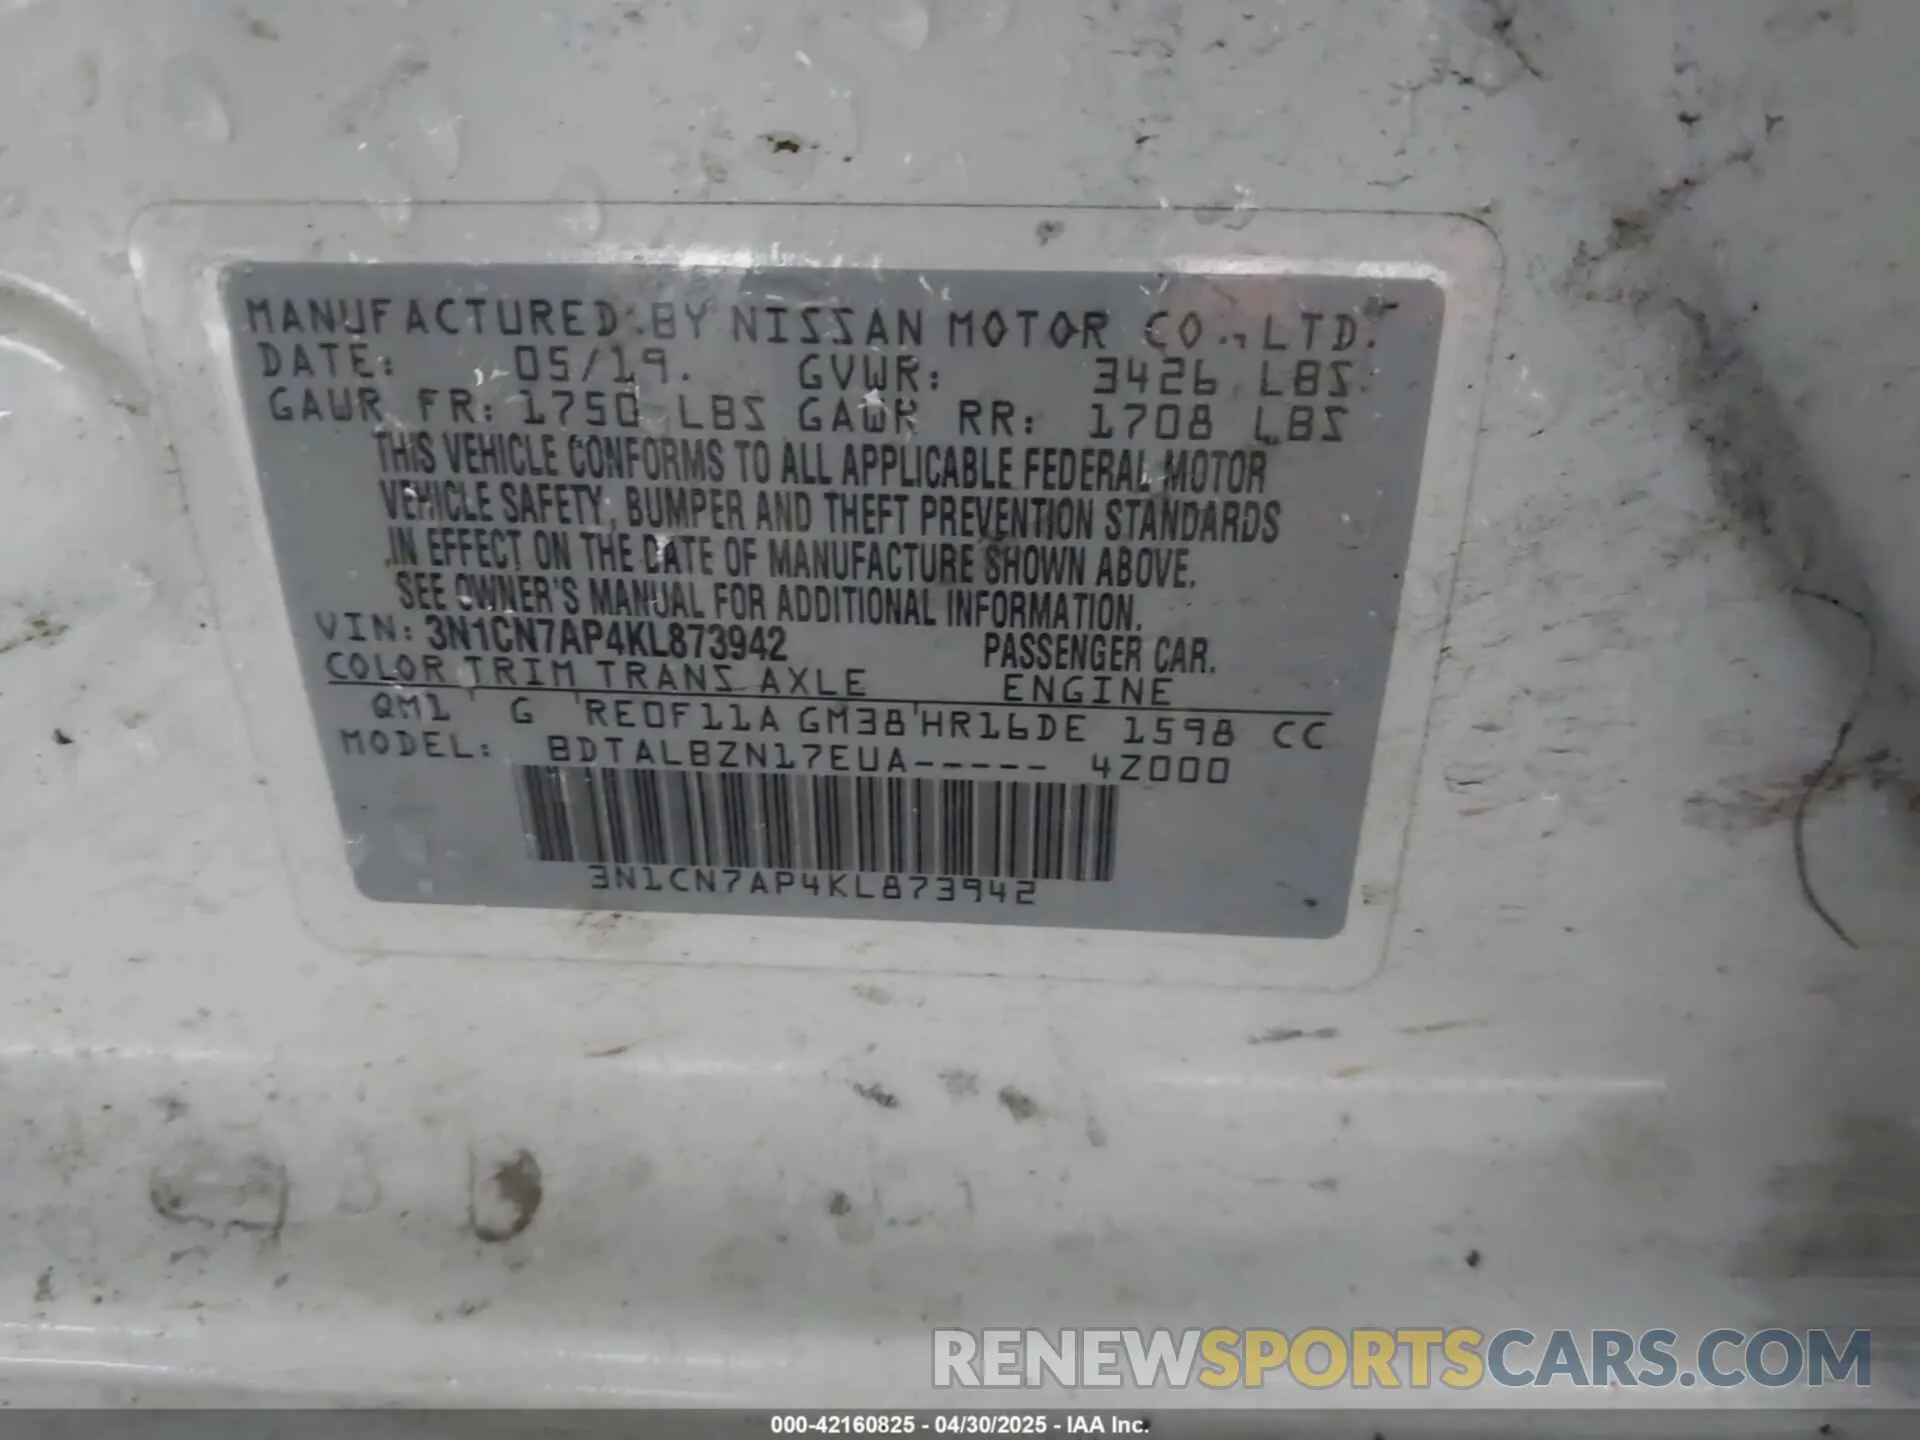 MANUFACTURED BY NISSAN MOTOR CO., LTD.
DATE: 05/19. GVWR: 3426 LBS.
GAWR FR: 1750 LBS GAWR RR: 1708 LBS
THIS VEHICLE CONFORMS TO ALL APPLICABLE FEDERAL MOTOR
VEHICLE SAFETY, BUMPER AND THEFT PREVENTION STANDARDS
IN EFFECT ON THE DATE OF MANUFACTURE SHOWN ABOVE.
SEE OWNER'S MANUAL FOR ADDITIONAL INFORMATION.
VIN: 3N1CN7AP4KL873942 PASSENGER CAR.
COLOR TRIM TRANS AXLE ENGINE
QM1 G RE0F11A GM38 HR16DE 1598 CC
MODEL: BDTALBZN17EUA----- 4Z000
3N1CN7AP4KL873942
RENEWSPORTSCARS.COM
000-42160825 - 04/30/2025 - IAA Inc.